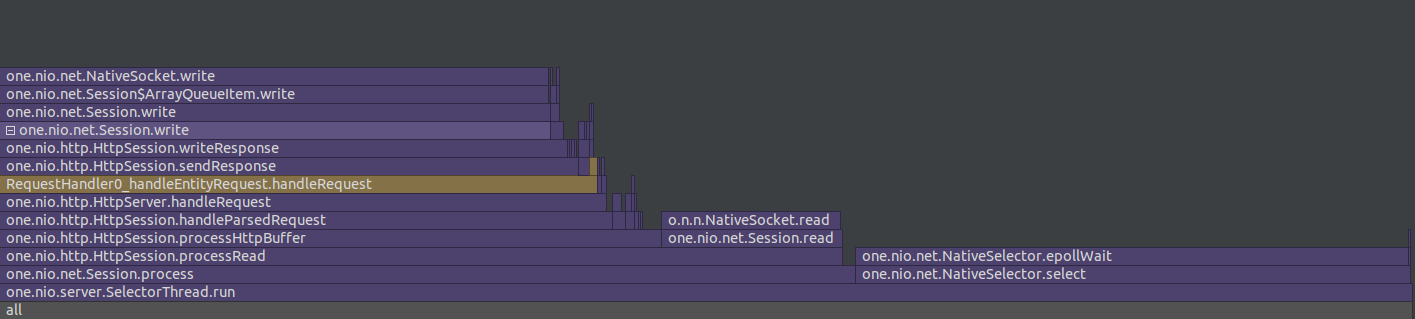 one.nio.net.NativeSocket.write
one.nio.net.Session$ArrayQueueItem.write
one.nio.net.Session.write
one.nio.net.Session.write
one.nio.http.HttpSession.writeResponse
one.nio.http.HttpSession.sendResponse
RequestHandler0_handleEntityRequest.handleRequest
one.nio.http.HttpServer.handleRequest
one.nio.http.HttpSession.handleParsedRequest o.n.n.NativeSocket.read
one.nio.http.HttpSession.processHttpBuffer one.nio.net.Session.read
one.nio.http.HttpSession.processRead one.nio.net.NativeSelector.epollWait
one.nio.net.Session.process one.nio.net.NativeSelector.select
one.nio.server.SelectorThread.run
all